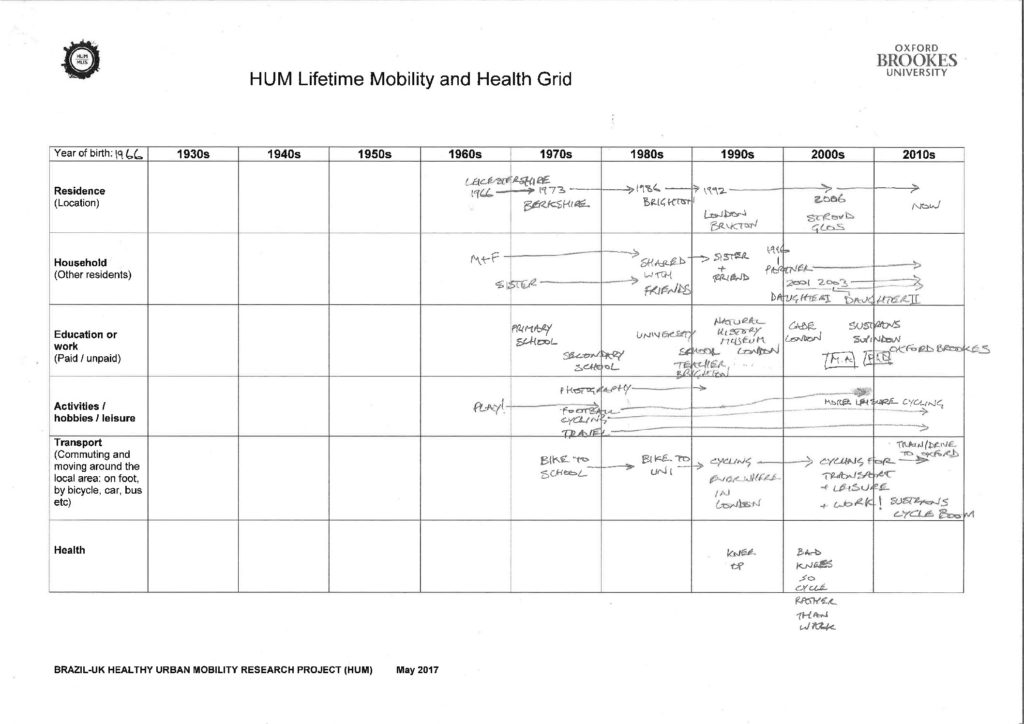 HUM
HUS
OXFORD
BROOKES
UNIVERSITY
HUM Lifetime Mobility and Health Grid
Year of birth: 1966 1930s 1940s 1950s 1960s 1970s 1980s 1990s 2000s 2010s
Residence
(Location)
LEICESTERSHIRE
1966 → 1973 → 1986 → 1992 → →
BERKSHIRE BRIGHTON
LONDON
BRIXTON
2006
STROUD
GLOS
NOW
Household
(Other residents)
M+F →
SISTER →
SHARED → SISTER
WITH
FRIENDS
+
FRIEND
PARTNER →
2001 2003 →
DAUGHTER I DAUGHTER II
Education or
work
(Paid / unpaid)
PRIMARY
SCHOOL
SECONDARY
SCHOOL
UNIVERSITY
SCHOOL
TEACHER
BRIGHTON
NATURAL
HISTORY
MUSEUM
LONDON
CABE
LONDON
M.A
SUSTRANS
SWINDON
OXFORD BROOKES
Activities /
hobbies / leisure
PLAY! →
PHOTOGRAPHY →
FOOTBALL
CYCLING →
TRAVEL →
MORE LEISURE CYCLING
Transport
(Commuting and
moving around the
local area: on foot,
by bicycle, car, bus
etc)
BIKE TO
SCHOOL
→
BIKE TO
UNI
→
CYCLING →
EVERYWHERE
IN
LONDON
CYCLING FOR →
TRANSPORT
+ LEISURE
+ WORK!
TRAIN/DRIVE
TO OXFORD
SUSTRANS
CYCLE BOOM
Health
KNEE
OP
BAD
KNEES
SO
CYCLE
RATHER
THAN
WALK
BRAZIL-UK HEALTHY URBAN MOBILITY RESEARCH PROJECT (HUM) May 2017